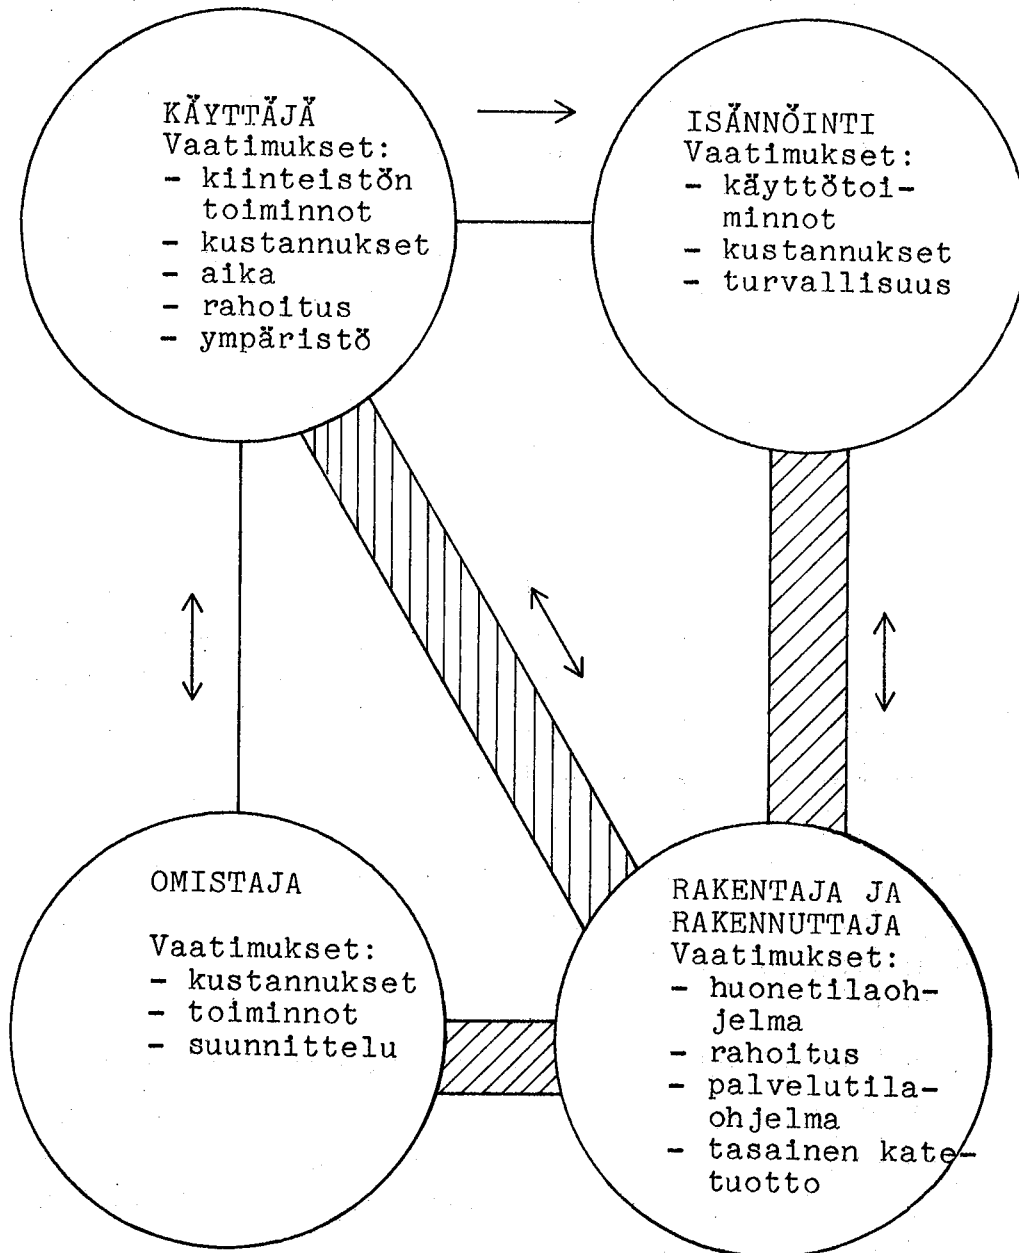 KÄYTTÄJÄ
Vaatimukset:
- kiinteistön
toiminnot
- kustannukset
- aika
- rahoitus
- ympäristö
ISÄNNÖINTI
Vaatimukset:
- käyttötoi-
minnot
- kustannukset
- turvallisuus
OMISTAJA
Vaatimukset:
- kustannukset
- toiminnot
- suunnittelu
RAKENTAJA JA
RAKENNUTTAJA
Vaatimukset:
- huonetilaoh-
jelma
- rahoitus
- palvelutila-
ohjelma
- tasainen kate-
tuotto